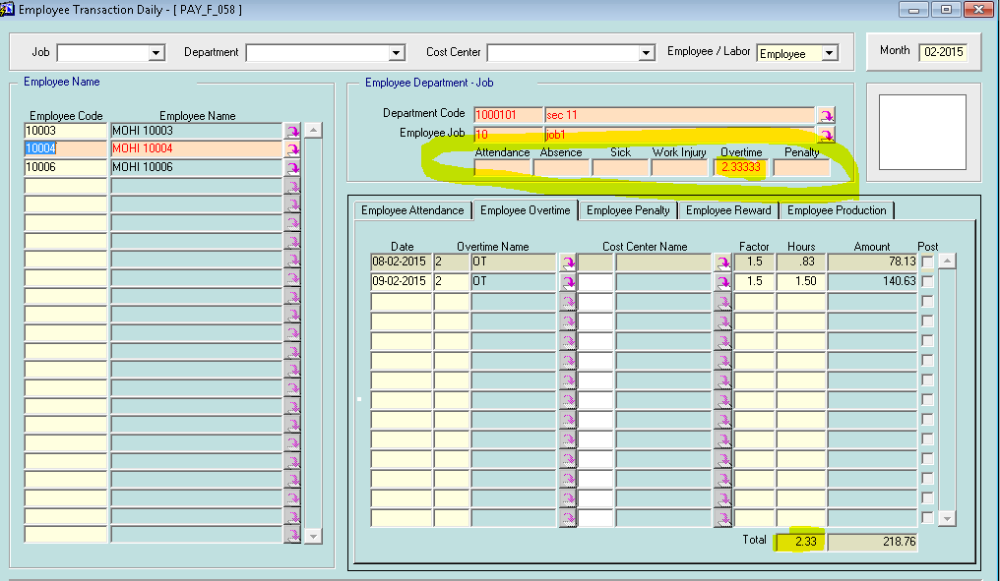 Employee Transaction Daily - [ PAY_F_058 ]
Job Department Cost Center Employee / Labor Employee Month 02-2015
Employee Name
Employee Code Employee Name
10003 MOHI 10003
10004 MOHI 10004
10006 MOHI 10006
Employee Department - Job
Department Code 1000101 sec 11
Employee Job 10 job1
Attendance Absence Sick Work Injury Overtime Penalty
2.33333
Employee Attendance Employee Overtime Employee Penalty Employee Reward Employee Production
Date Overtime Name Cost Center Name Factor Hours Amount Post
08-02-2015 2 OT 1.5 .83 78.13
09-02-2015 2 OT 1.5 1.50 140.63
Total 2.33 218.76